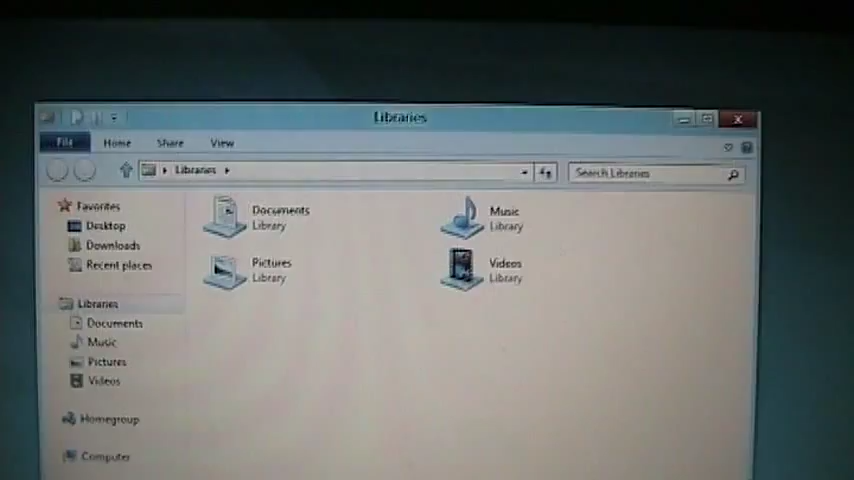 Libraries
File Home Share View
Libraries
Search Libraries
Favorites
Desktop
Downloads
Recent places
Libraries
Documents
Music
Pictures
Videos
Homegroup
Computer
Documents
Library
Music
Library
Pictures
Library
Videos
Library